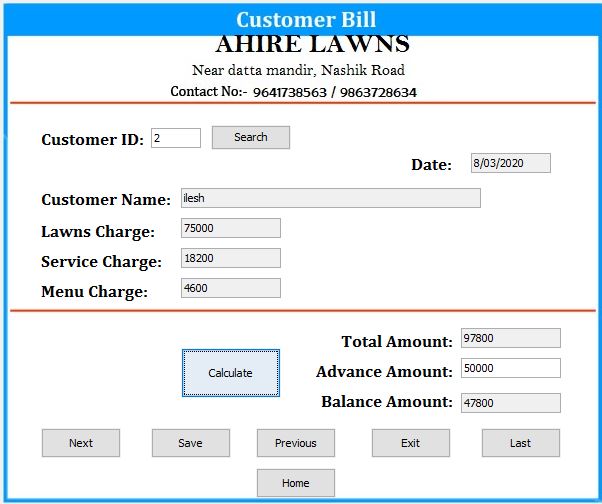 Customer Bill
AHIRE LAWNS
Near datta mandir, Nashik Road
Contact No:- 9641738563 / 9863728634
Customer ID: 2 Search
Date: 8/03/2020
Customer Name: ilesh
Lawns Charge: 75000
Service Charge: 18200
Menu Charge: 4600
Total Amount: 97800
Calculate
Advance Amount: 50000
Balance Amount: 47800
Next Save Previous Exit Last
Home